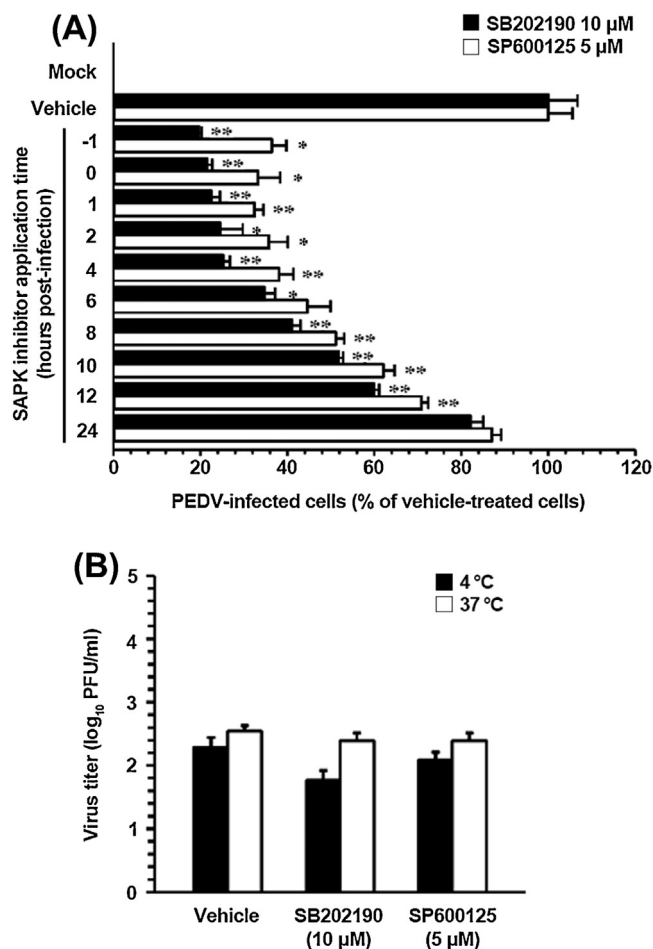 (A)
SB202190 10 μM
SP600125 5 μM
Mock
Vehicle
SAPK inhibitor application time
(hours post-infection)
-1
**
*
0
**
*
1
**
**
2
*
*
4
**
**
6
*
8
**
**
10
**
**
12
**
**
24
0 20 40 60 80 100 120
PEDV-infected cells (% of vehicle-treated cells)
(B)
4 °C
37 °C
Virus titer (log10 PFU/ml)
5
4
3
2
1
0
Vehicle SB202190 SP600125
(10 μM) (5 μM)